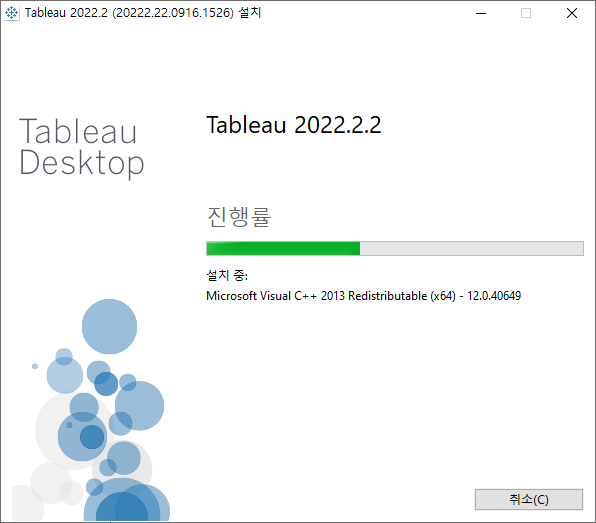 Tableau 2022.2 (20222.22.0916.1526) 설치
Tableau
Desktop
Tableau 2022.2.2
진행률
설치 중:
Microsoft Visual C++ 2013 Redistributable (x64) - 12.0.40649
취소(C)